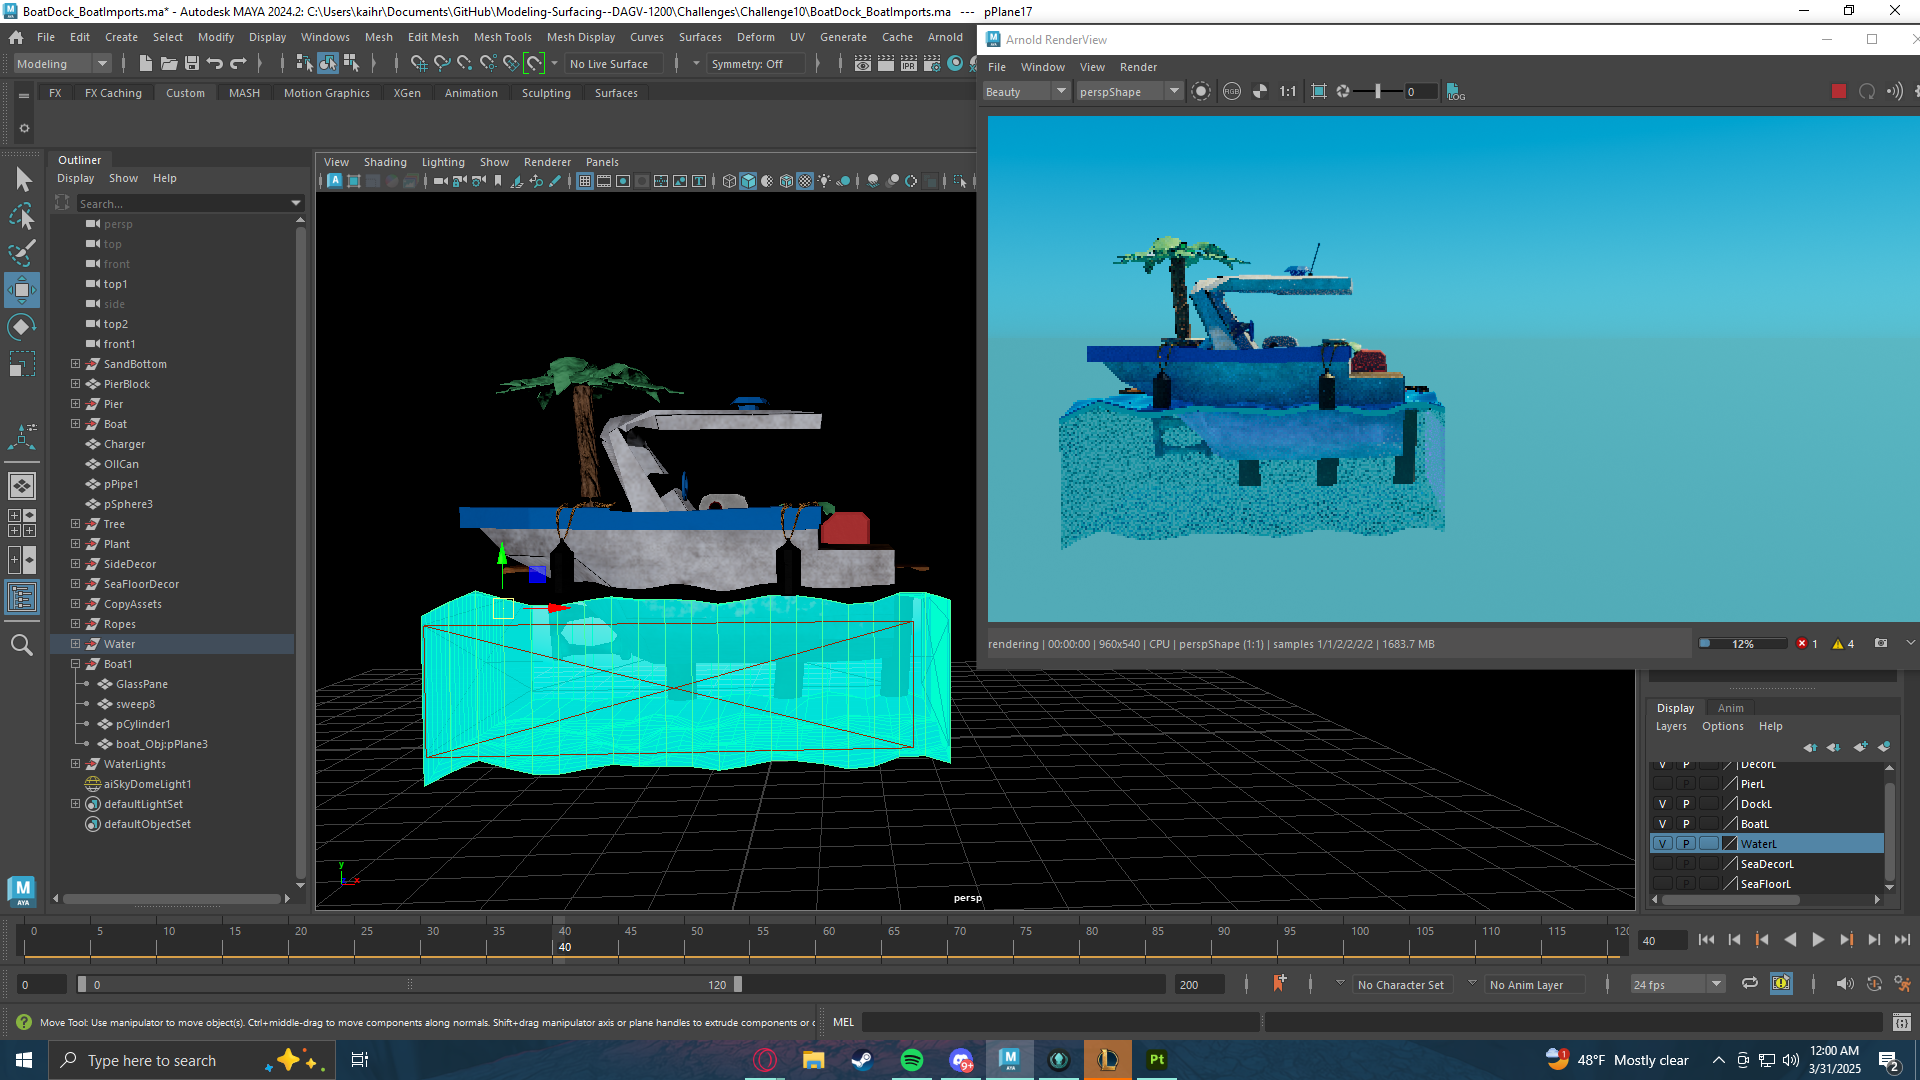 BoatDock_BoatImports.ma* - Autodesk MAYA 2024.2: C:\Users\kaihr\Documents\GitHub\Modeling-Surfacing--DAGV-1200\Challenges\Challenge10\BoatDock_BoatImports.ma --- pPlane17
File Edit Create Select Modify Display Windows Mesh Edit Mesh Mesh Tools Mesh Display Curves Surfaces Deform UV Generate Cache Arnold
Arnold RenderView
Modeling
No Live Surface
Symmetry: Off
File Window View Render
Beauty
perspShape
1:1
0
LOG
FX FX Caching Custom MASH Motion Graphics XGen Animation Sculpting Surfaces
Outliner
Display Show Help
Search...
View Shading Lighting Show Renderer Panels
persp
top
front
top1
side
top2
front1
SandBottom
PierBlock
Pier
Boat
Charger
OilCan
pPipe1
pSphere3
Tree
Plant
SideDecor
SeaFloorDecor
CopyAssets
Ropes
Water
Boat1
GlassPane
sweep8
pCylinder1
boat_Obj:pPlane3
WaterLights
aiSkyDomeLight1
defaultLightSet
defaultObjectSet
y
x
persp
rendering | 00:00:00 | 960x540 | CPU | perspShape (1:1) | samples 1/1/2/2/2/2 | 1683.7 MB
12%
1
4
Display Anim
Layers Options Help
V P DecorL
P PierL
V P DockL
V P BoatL
V P WaterL
P SeaDecorL
P SeaFloorL
0 5 10 15 20 25 30 35 40 45 50 55 60 65 70 75 80 85 90 95 100 105 110 115 120
40
40
0
0
120
200
No Character Set
No Anim Layer
24 fps
Move Tool: Use manipulator to move object(s). Ctrl+middle-drag to move components along normals. Shift+drag manipulator axis or plane handles to extrude components or
MEL
Type here to search
9+
Pt
48°F Mostly clear
12:00 AM
3/31/2025
2